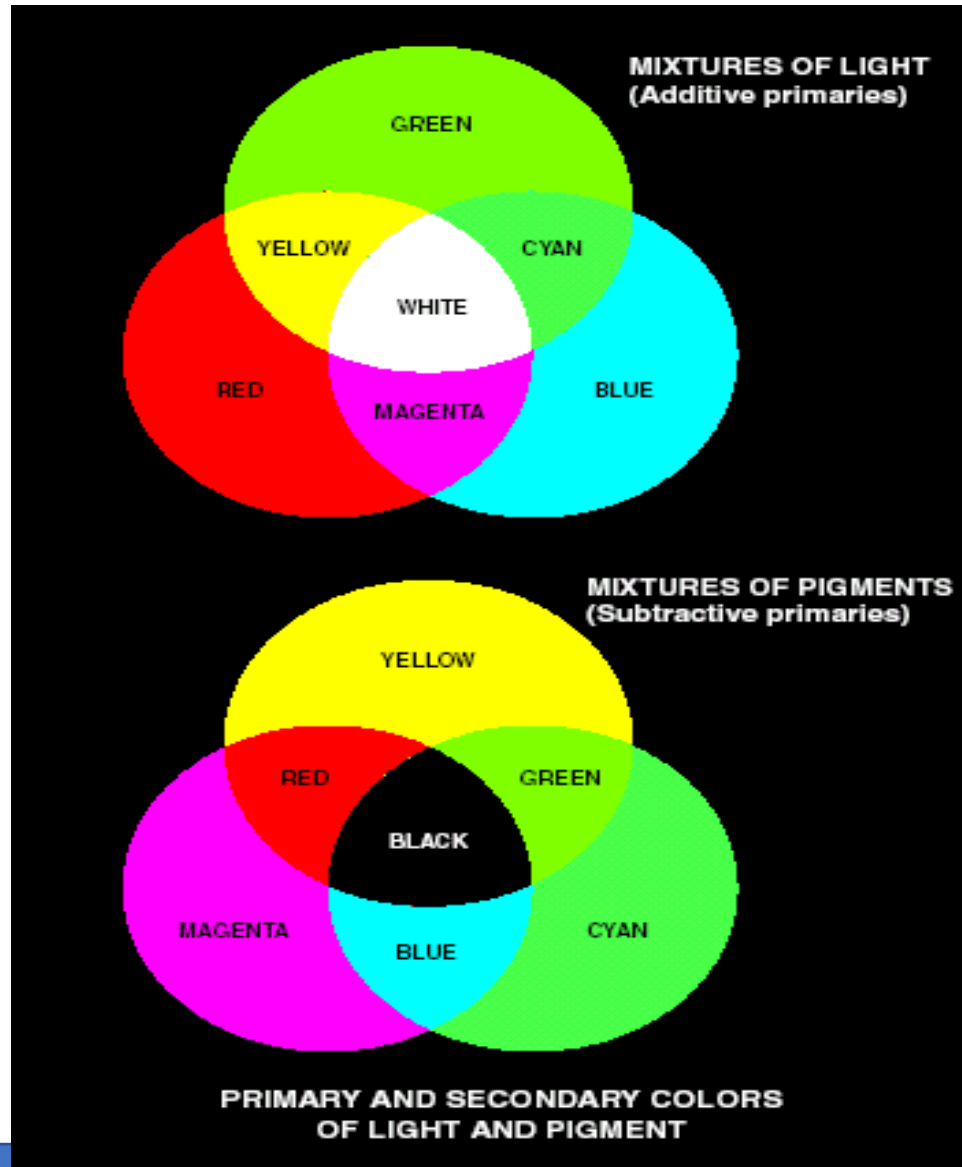 MIXTURES OF LIGHT
(Additive primaries)
GREEN
YELLOW
CYAN
WHITE
RED
BLUE
MAGENTA
MIXTURES OF PIGMENTS
(Subtractive primaries)
YELLOW
RED
GREEN
BLACK
MAGENTA
CYAN
BLUE
PRIMARY AND SECONDARY COLORS
OF LIGHT AND PIGMENT